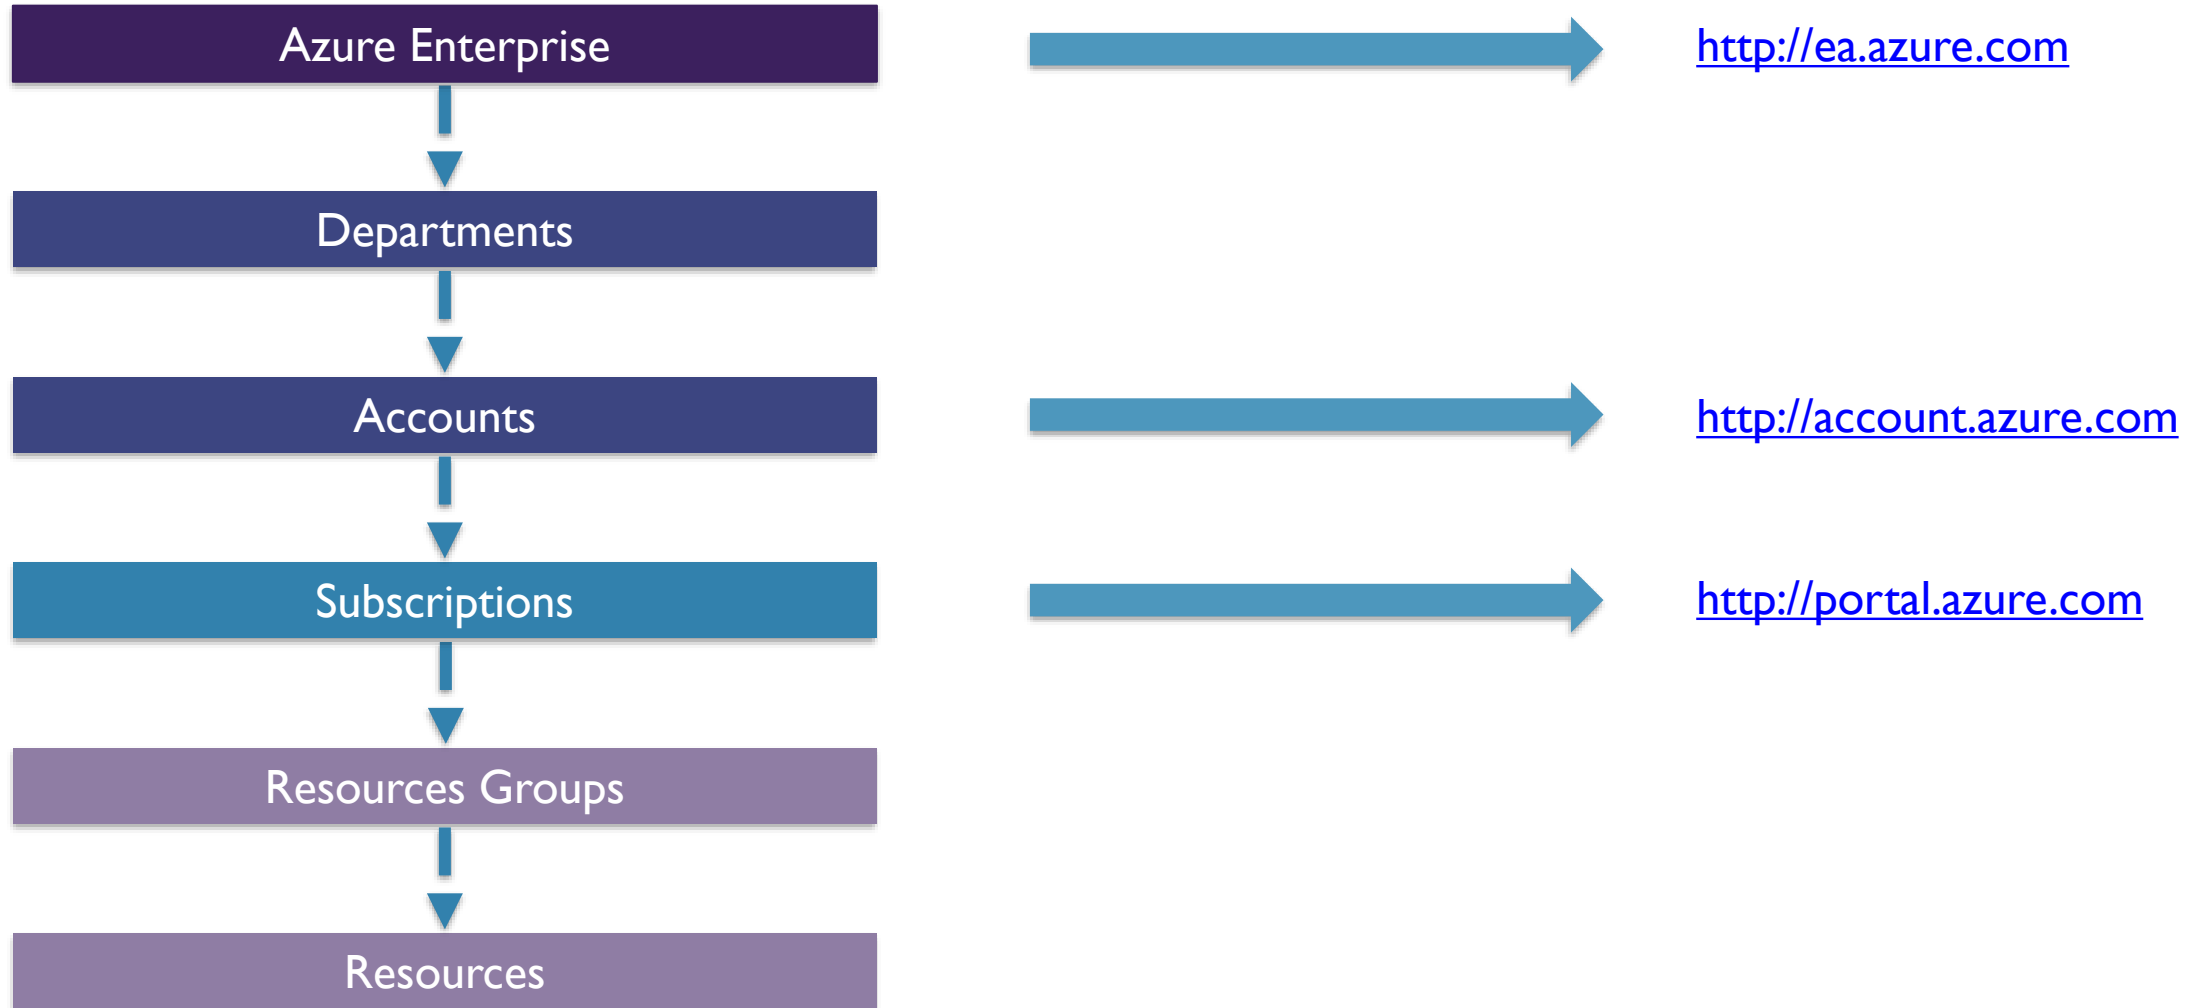 Azure Enterprise
http://ea.azure.com
Departments
Accounts
http://account.azure.com
Subscriptions
http://portal.azure.com
Resources Groups
Resources